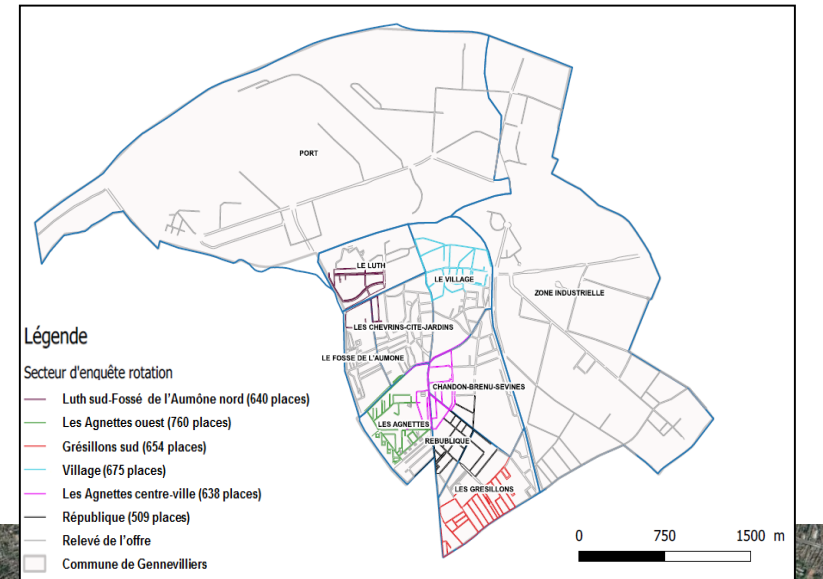 PORT
LE LUTH
LE VILLAGE
ZONE INDUSTRIELLE
LES CHEVRINS-CITE-JARDINS
LE FOSSE DE L'AUMONE
CHANDON-BRENU-SEVINES
LES AGNETTES
REBUBLIQUE
LES GRESILLONS
Légende
Secteur d'enquête rotation
Luth sud-Fossé de l'Aumône nord (640 places)
Les Agnettes ouest (760 places)
Grésillons sud (654 places)
Village (675 places)
Les Agnettes centre-ville (638 places)
République (509 places)
Relevé de l'offre
Commune de Gennevilliers
0 750 1500 m